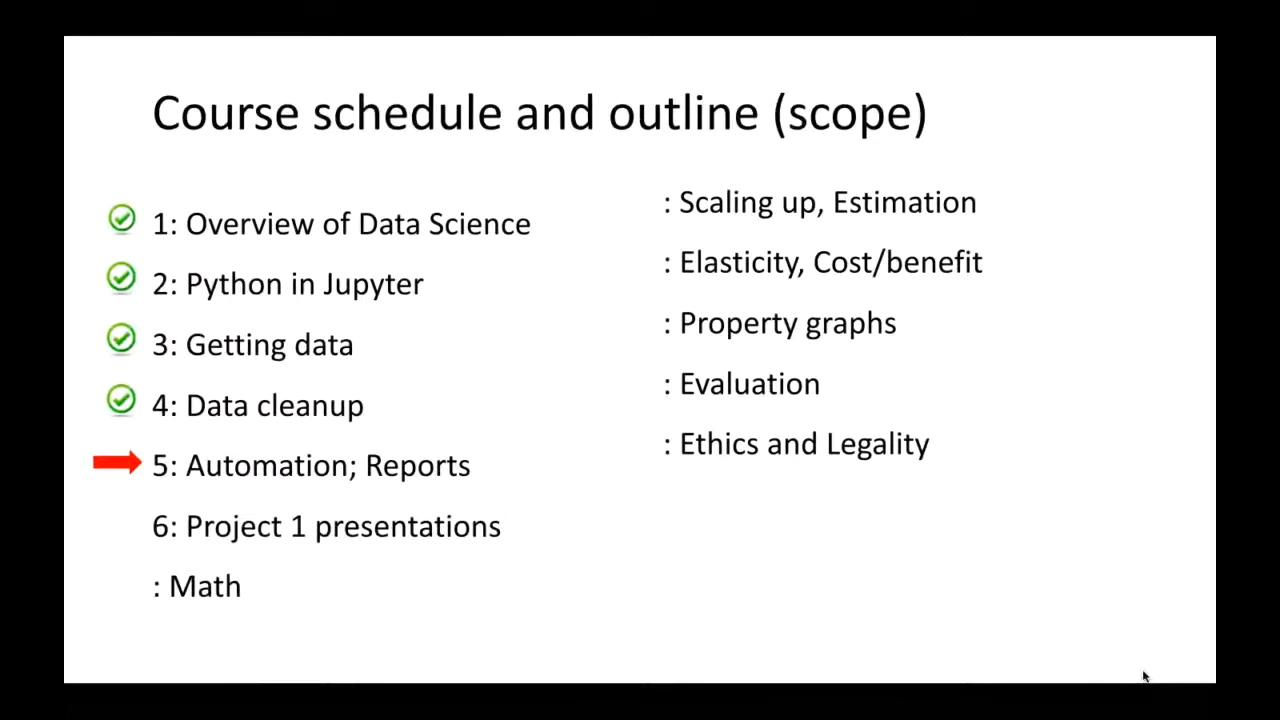 Course schedule and outline (scope)
1: Overview of Data Science
2: Python in Jupyter
3: Getting data
4: Data cleanup
5: Automation; Reports
6: Project 1 presentations
: Math
: Scaling up, Estimation
: Elasticity, Cost/benefit
: Property graphs
: Evaluation
: Ethics and Legality